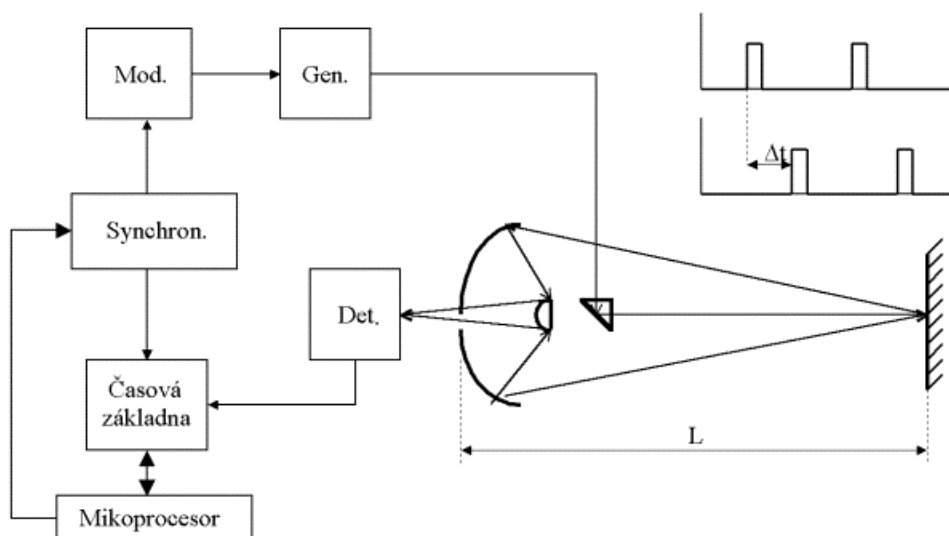 Mod.
Gen.
Δt
Synchron.
Det.
Časová
základna
L
Mikoprocesor